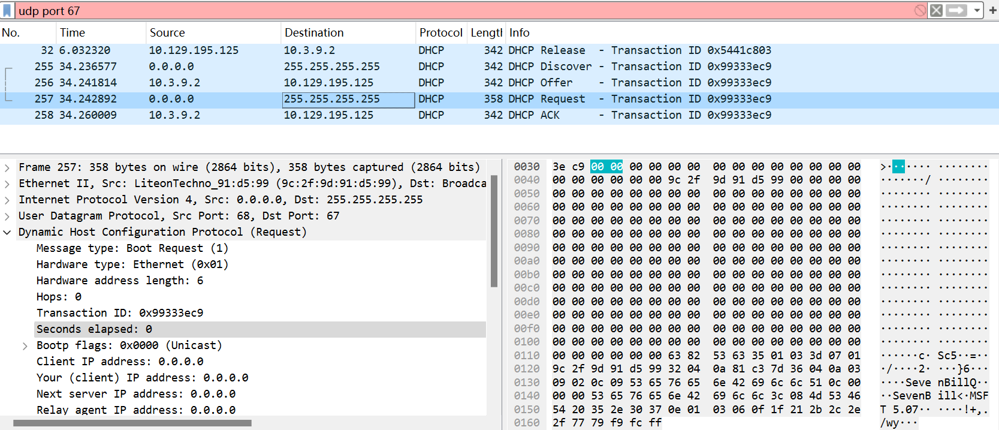 udp port 67
No. Time Source Destination Protocol Length Info
32 6.032320 10.129.195.125 10.3.9.2 DHCP 342 DHCP Release - Transaction ID 0x5441c803
255 34.236577 0.0.0.0 255.255.255.255 DHCP 342 DHCP Discover - Transaction ID 0x99333ec9
256 34.241814 10.3.9.2 10.129.195.125 DHCP 342 DHCP Offer - Transaction ID 0x99333ec9
257 34.242892 0.0.0.0 255.255.255.255 DHCP 358 DHCP Request - Transaction ID 0x99333ec9
258 34.260009 10.3.9.2 10.129.195.125 DHCP 342 DHCP ACK - Transaction ID 0x99333ec9
Frame 257: 358 bytes on wire (2864 bits), 358 bytes captured (2864 bits)
Ethernet II, Src: LiteonTechno_91:d5:99 (9c:2f:9d:91:d5:99), Dst: Broadca
Internet Protocol Version 4, Src: 0.0.0.0, Dst: 255.255.255.255
User Datagram Protocol, Src Port: 68, Dst Port: 67
Dynamic Host Configuration Protocol (Request)
Message type: Boot Request (1)
Hardware type: Ethernet (0x01)
Hardware address length: 6
Hops: 0
Transaction ID: 0x99333ec9
Seconds elapsed: 0
Bootp flags: 0x0000 (Unicast)
Client IP address: 0.0.0.0
Your (client) IP address: 0.0.0.0
Next server IP address: 0.0.0.0
Relay agent IP address: 0.0.0.0
0030 3e c9 00 00 00 00 00 00 00 00 00 00 00 00 00 00 >······· ········
0040 00 00 00 00 00 00 9c 2f 9d 91 d5 99 00 00 00 00 ·······/ ········
0050 00 00 00 00 00 00 00 00 00 00 00 00 00 00 00 00 ········ ········
0060 00 00 00 00 00 00 00 00 00 00 00 00 00 00 00 00 ········ ········
0070 00 00 00 00 00 00 00 00 00 00 00 00 00 00 00 00 ········ ········
0080 00 00 00 00 00 00 00 00 00 00 00 00 00 00 00 00 ········ ········
0090 00 00 00 00 00 00 00 00 00 00 00 00 00 00 00 00 ········ ········
00a0 00 00 00 00 00 00 00 00 00 00 00 00 00 00 00 00 ········ ········
00b0 00 00 00 00 00 00 00 00 00 00 00 00 00 00 00 00 ········ ········
00c0 00 00 00 00 00 00 00 00 00 00 00 00 00 00 00 00 ········ ········
00d0 00 00 00 00 00 00 00 00 00 00 00 00 00 00 00 00 ········ ········
00e0 00 00 00 00 00 00 00 00 00 00 00 00 00 00 00 00 ········ ········
00f0 00 00 00 00 00 00 00 00 00 00 00 00 00 00 00 00 ········ ········
0100 00 00 00 00 00 00 00 00 00 00 00 00 00 00 00 00 ········ ········
0110 00 00 00 00 00 00 63 82 53 63 35 01 03 3d 07 01 ······c· Sc5··=··
0120 9c 2f 9d 91 d5 99 32 04 0a 81 c3 7d 36 04 0a 03 ·/····2· ···}6···
0130 09 02 0c 09 53 65 76 65 6e 42 69 6c 6c 51 0c 00 ····Seve nBillQ··
0140 00 00 53 65 76 65 6e 42 69 6c 6c 3c 08 4d 53 46 ··SevenB ill<·MSF
0150 54 20 35 2e 30 37 0e 01 03 06 0f 1f 21 2b 2c 2e T 5.07·· ····!+,.
0160 2f 77 79 f9 fc ff /wy···